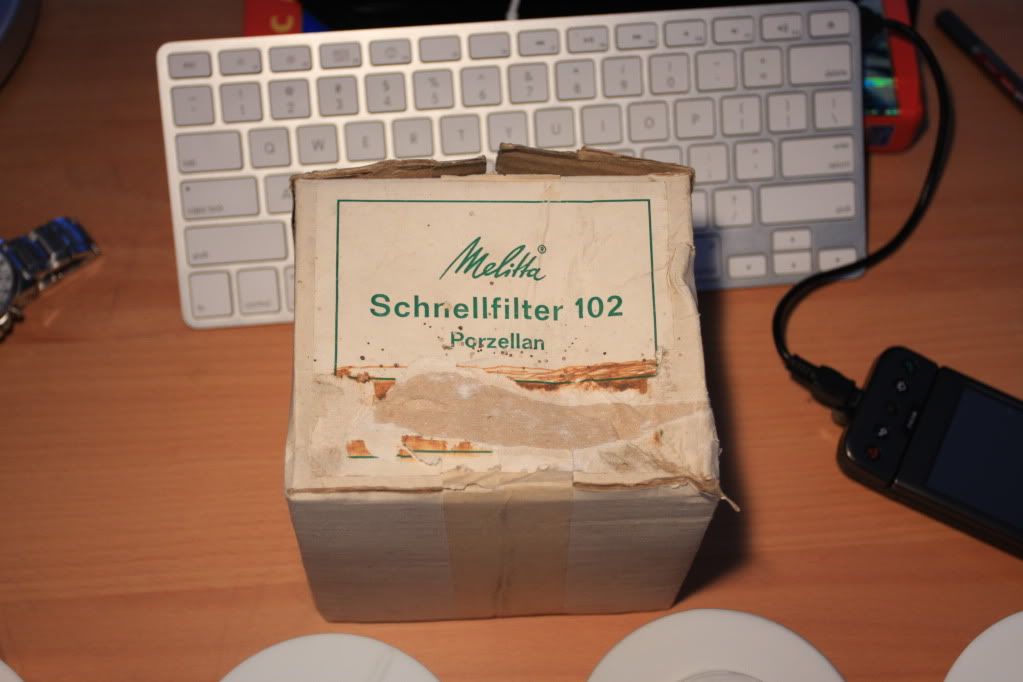 Melitta®
Schnellfilter 102
Porzellan
Q W E R T Y U I O P